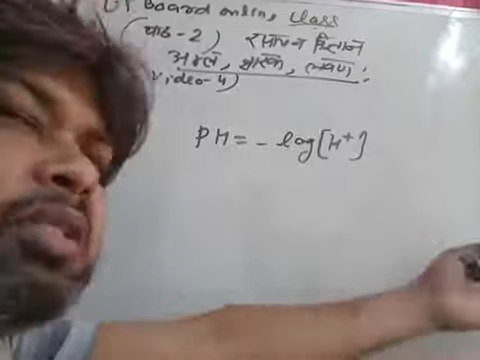 UP Board online class
(पाठ-2) रसायन विज्ञान
अम्ल, क्षारक, लवण :
video-4)
PH = - log[H⁺]